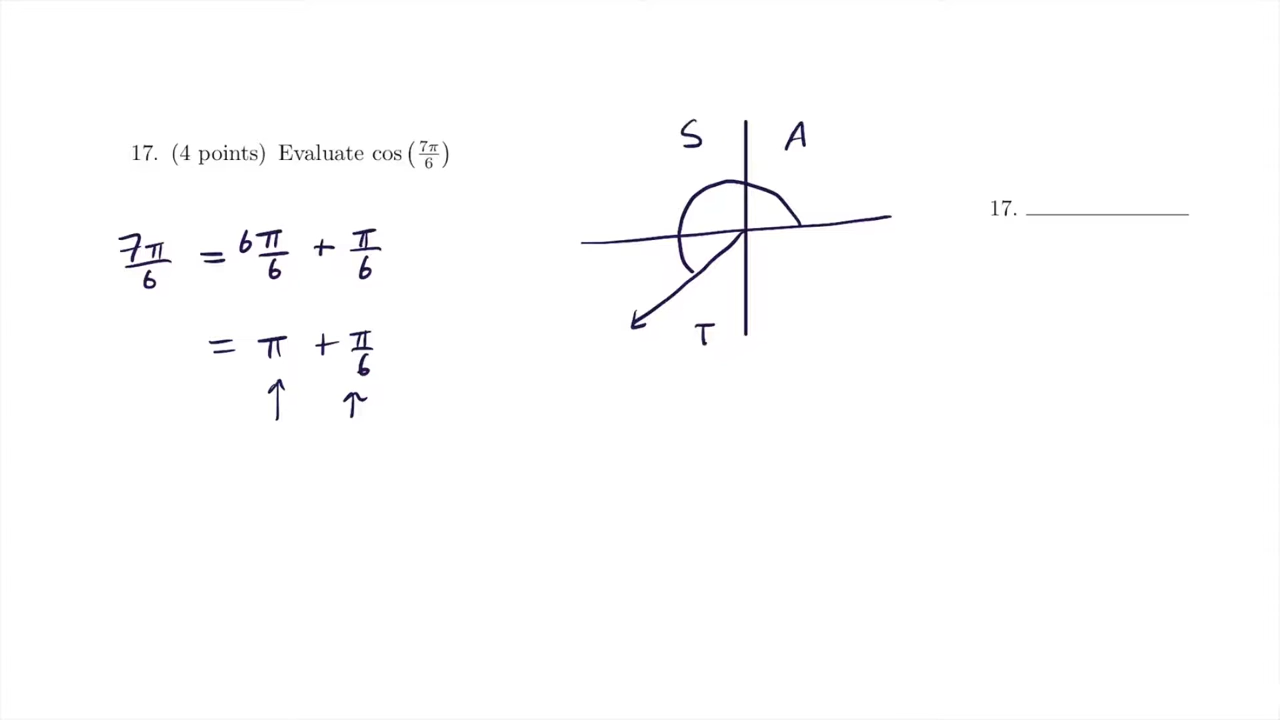 17. (4 points) Evaluate cos(7π/6)
7π/6 = 6π/6 + π/6
= π + π/6
↑ ↑
S A
T
17.